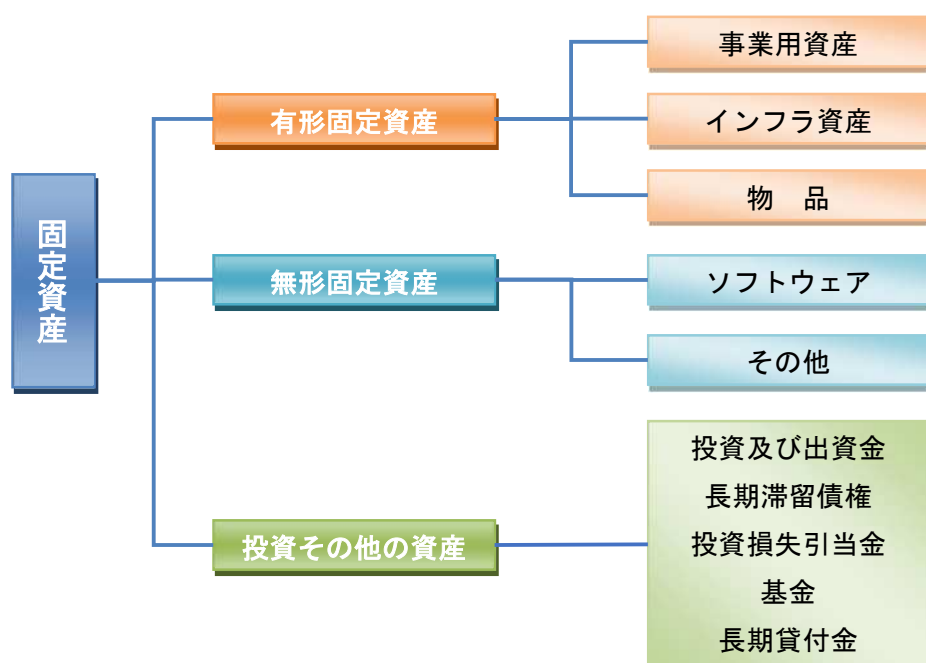 固定資産
有形固定資産
事業用資産
インフラ資産
物　品
無形固定資産
ソフトウェア
その他
投資その他の資産
投資及び出資金
長期滞留債権
投資損失引当金
基金
長期貸付金